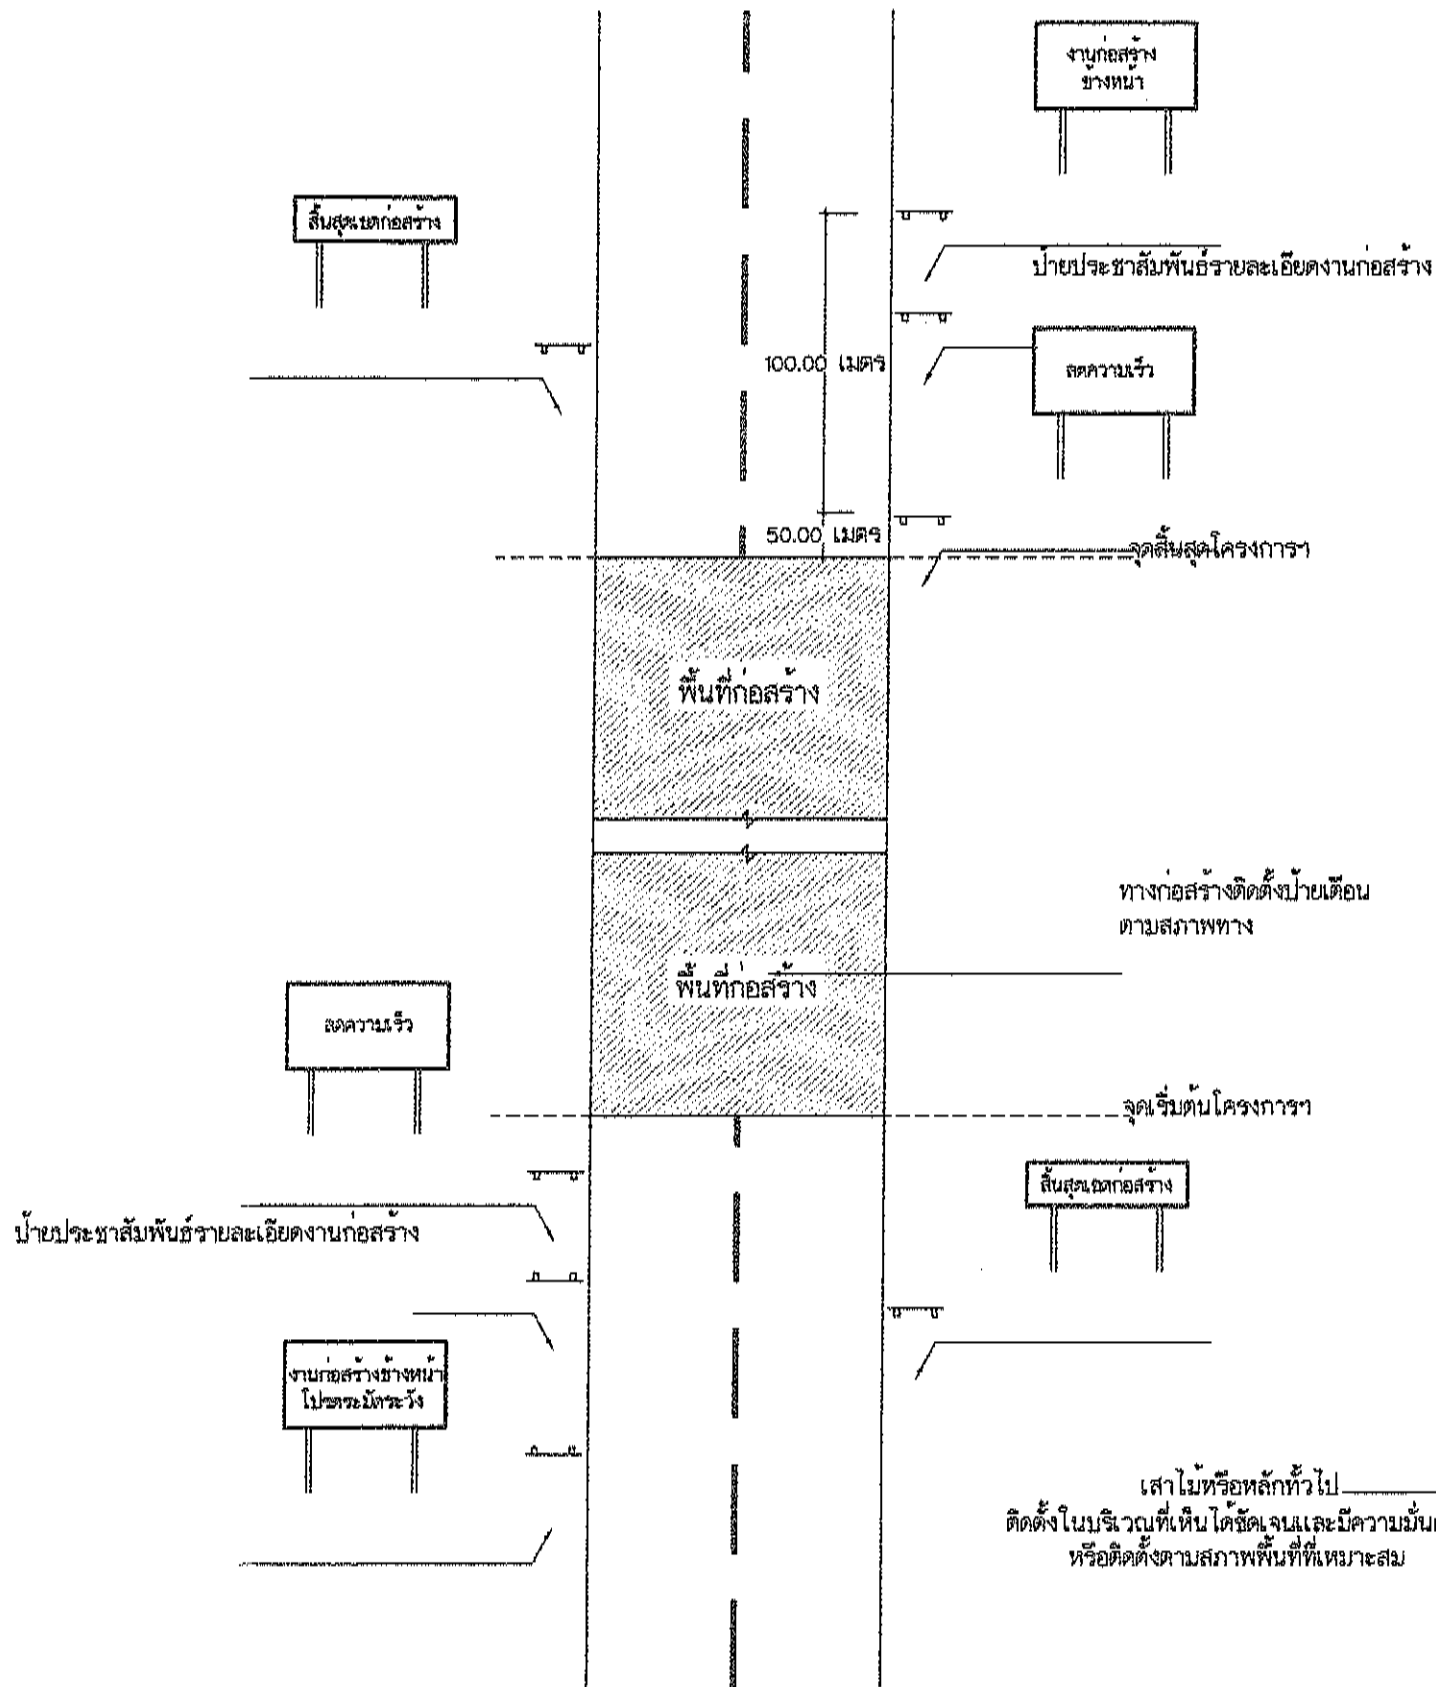 งานก่อสร้าง
ข้างหน้า
สิ้นสุดเขตก่อสร้าง
ป้ายประชาสัมพันธ์รายละเอียดงานก่อสร้าง
100.00 เมตร
ลดความเร็ว
50.00 เมตร
จุดสิ้นสุดโครงการฯ
พื้นที่ก่อสร้าง
ทางก่อสร้างติดตั้งป้ายเตือน
ตามสภาพทาง
พื้นที่ก่อสร้าง
ลดความเร็ว
จุดเริ่มต้นโครงการฯ
สิ้นสุดเขตก่อสร้าง
ป้ายประชาสัมพันธ์รายละเอียดงานก่อสร้าง
งานก่อสร้างข้างหน้า
โปรดระมัดระวัง
เสาไม้หรือหลักทั่วไป
ติดตั้งในบริเวณที่เห็นได้ชัดเจนและมีความมั่น
หรือติดตั้งตามสภาพพื้นที่ที่เหมาะสม